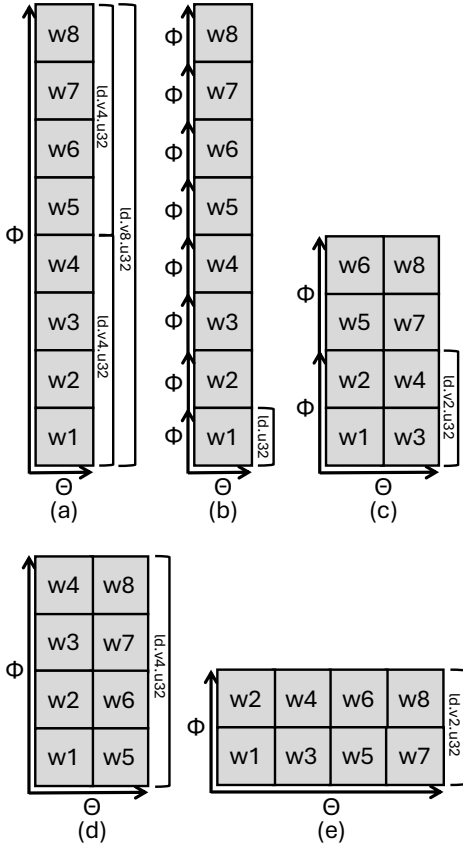 w8
w7
w6
w5
w4
w3
w2
w1
Φ
ld.v4.u32
ld.v4.u32
ld.v8.u32
Θ
(a)
Φ w8
Φ w7
Φ w6
Φ w5
Φ w4
Φ w3
Φ w2
Φ w1
ld.u32
Θ
(b)
w6 w8
Φ
w5 w7
w2 w4
Φ
w1 w3
ld.v2.u32
Θ
(c)
w4 w8
w3 w7
Φ
w2 w6
w1 w5
ld.v4.u32
Θ
(d)
w2 w4 w6 w8
Φ
w1 w3 w5 w7
ld.v2.u32
Θ
(e)